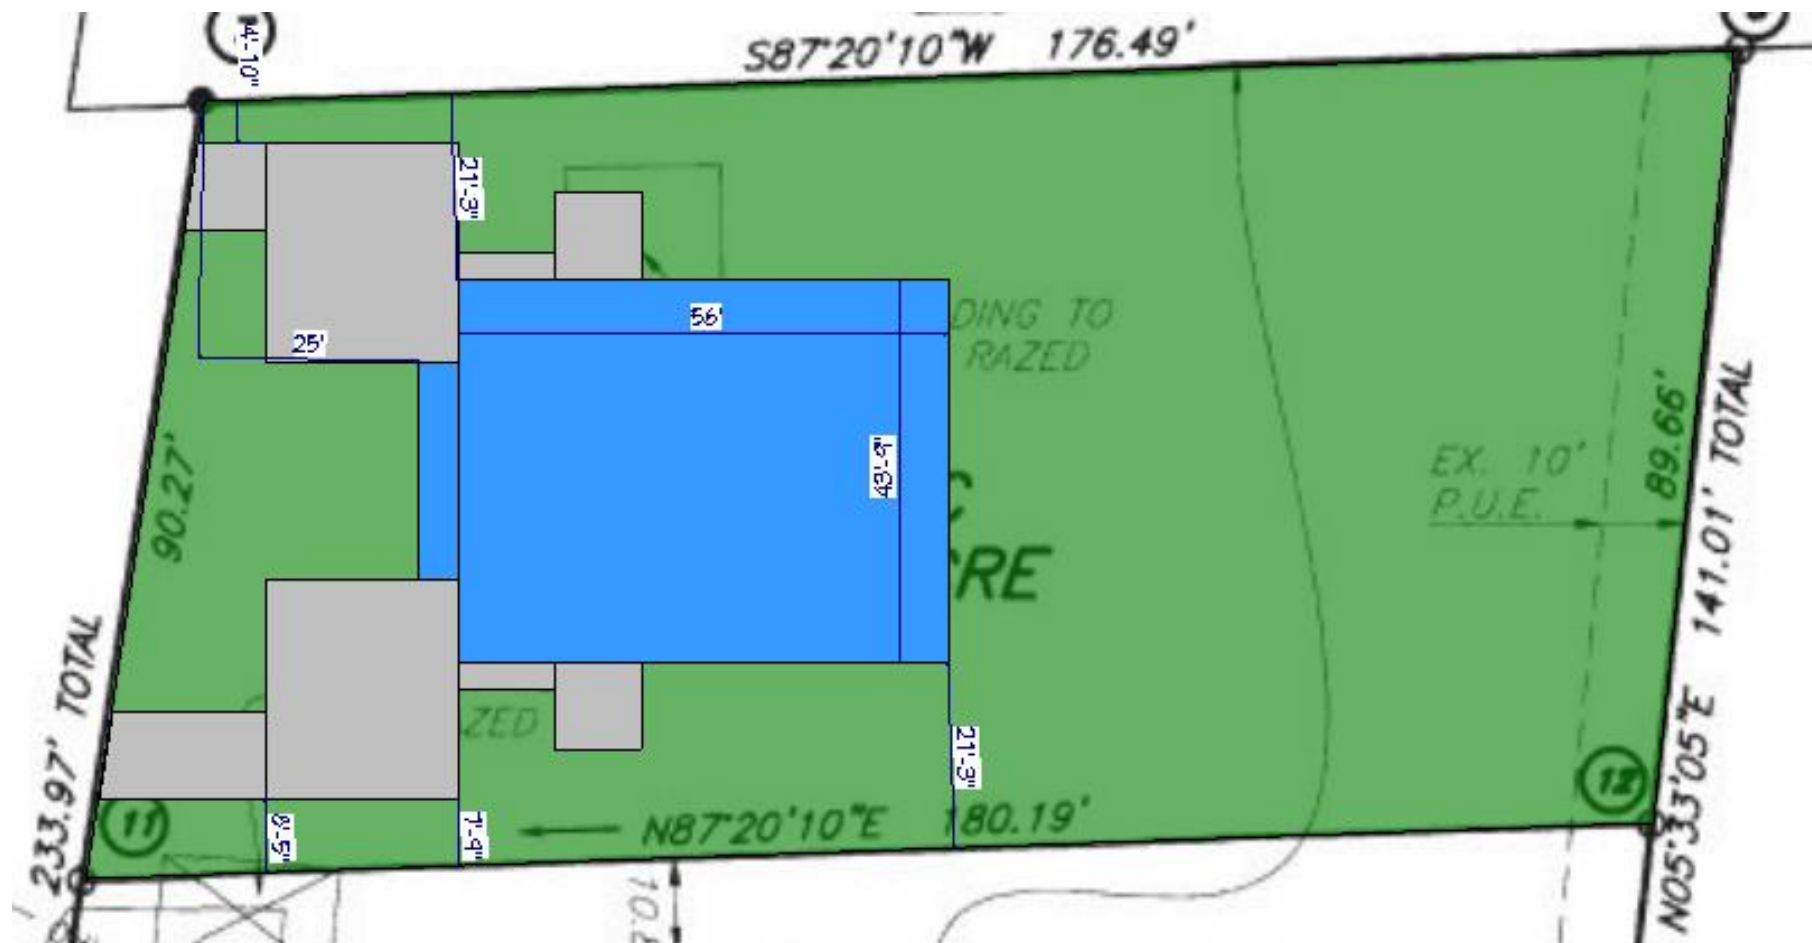 4'-10"
S87°20'10"W 176.49'
21'-3"
25'
56'
DING TO
RAZED
43'-9"
90.27'
EX. 10'
P.U.E.
89.66'
141.01' TOTAL
CRE
233.97' TOTAL
ZED
21'-3"
12
11
8'-5"
7'-9"
N87°20'10"E 180.19'
N05°33'05"E